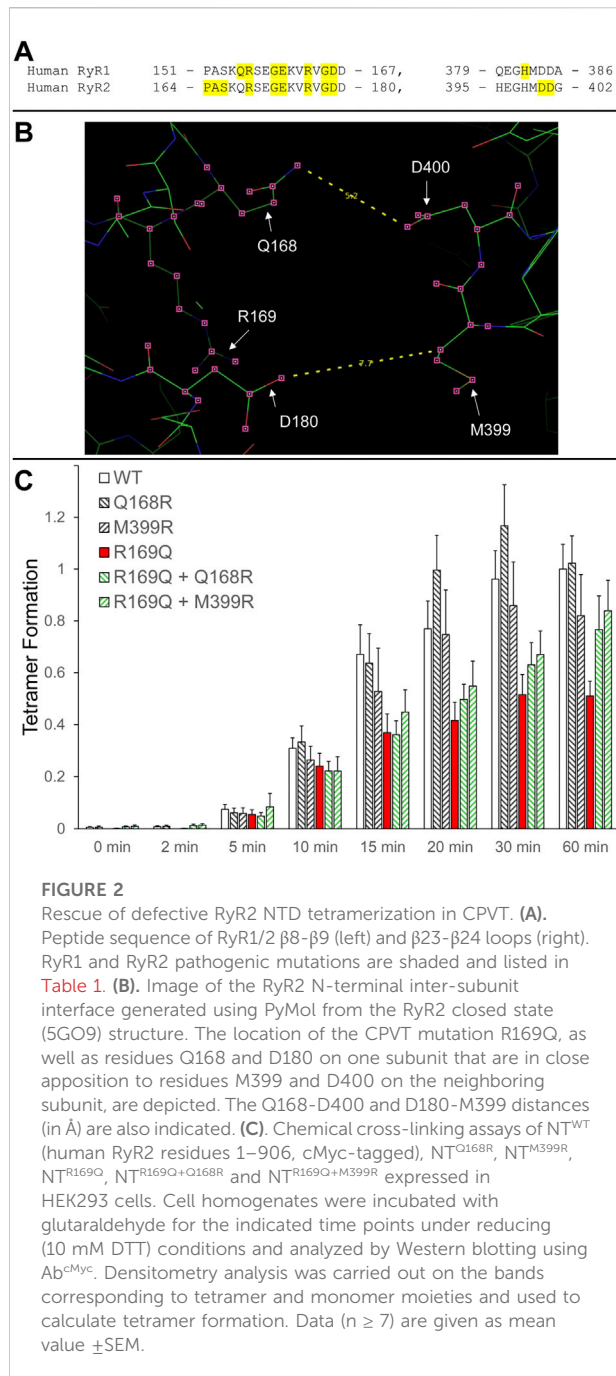 A
Human RyR1 151 - PASKQRSEGEKVRVGDD - 167, 379 - QEGHMDDA - 386
Human RyR2 164 - PASKQRSEGEKVRVGDD - 180, 395 - HEGHMDDG - 402
B
D400
5.2
Q168
R169
7.7
D180
M399
C
WT
Q168R
M399R
R169Q
R169Q + Q168R
R169Q + M399R
Tetramer Formation
1.2
1
0.8
0.6
0.4
0.2
0
0 min 2 min 5 min 10 min 15 min 20 min 30 min 60 min
FIGURE 2
Rescue of defective RyR2 NTD tetramerization in CPVT. (A).
Peptide sequence of RyR1/2 β8-β9 (left) and β23-β24 loops (right).
RyR1 and RyR2 pathogenic mutations are shaded and listed in
Table 1. (B). Image of the RyR2 N-terminal inter-subunit
interface generated using PyMol from the RyR2 closed state
(5GO9) structure. The location of the CPVT mutation R169Q, as
well as residues Q168 and D180 on one subunit that are in close
apposition to residues M399 and D400 on the neighboring
subunit, are depicted. The Q168-D400 and D180-M399 distances
(in Å) are also indicated. (C). Chemical cross-linking assays of NTWT
(human RyR2 residues 1–906, cMyc-tagged), NTQ168R, NTM399R,
NTR169Q, NTR169Q+Q168R and NTR169Q+M399R expressed in
HEK293 cells. Cell homogenates were incubated with
glutaraldehyde for the indicated time points under reducing
(10 mM DTT) conditions and analyzed by Western blotting using
AbcMyc. Densitometry analysis was carried out on the bands
corresponding to tetramer and monomer moieties and used to
calculate tetramer formation. Data (n ≥ 7) are given as mean
value ±SEM.